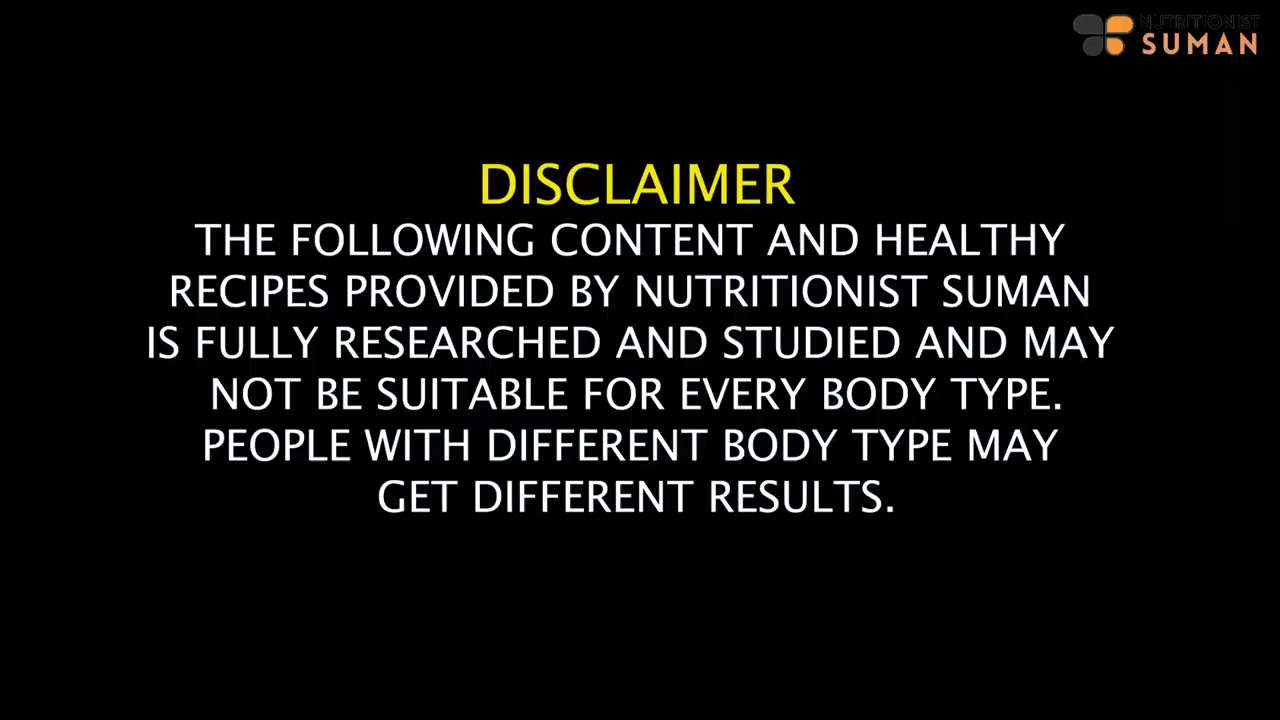 NUTRITIONIST
SUMAN
DISCLAIMER
THE FOLLOWING CONTENT AND HEALTHY
RECIPES PROVIDED BY NUTRITIONIST SUMAN
IS FULLY RESEARCHED AND STUDIED AND MAY
NOT BE SUITABLE FOR EVERY BODY TYPE.
PEOPLE WITH DIFFERENT BODY TYPE MAY
GET DIFFERENT RESULTS.